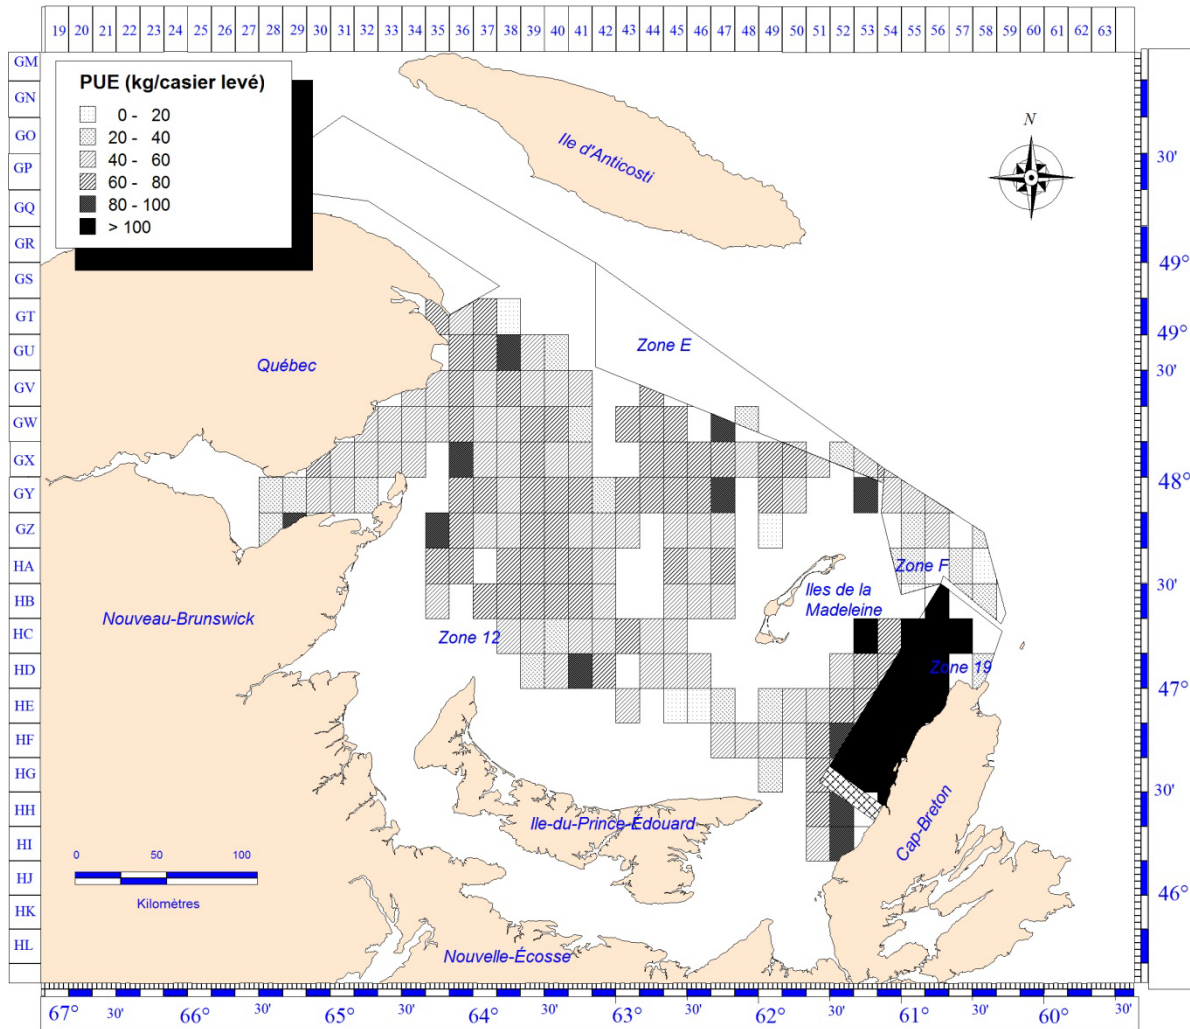 19 20 21 22 23 24 25 26 27 28 29 30 31 32 33 34 35 36 37 38 39 40 41 42 43 44 45 46 47 48 49 50 51 52 53 54 55 56 57 58 59 60 61 62 63
GM
GN
GO
GP
GQ
GR
GS
GT
GU
GV
GW
GX
GY
GZ
HA
HB
HC
HD
HE
HF
HG
HH
HI
HJ
HK
HL
PUE (kg/casier levé)
0 - 20
20 - 40
40 - 60
60 - 80
80 - 100
> 100
N
Ile d'Anticosti
Zone E
Québec
Zone F
Iles de la
Madeleine
Nouveau-Brunswick
Zone 12
Zone 19
Ile-du-Prince-Édouard
Cap-Breton
Nouvelle-Écosse
0 50 100
Kilomètres
30'
49°
49°
30'
48°
30'
47°
30'
46°
67° 30' 66° 30' 65° 30' 64° 30' 63° 30' 62° 30' 61° 30' 60° 30'